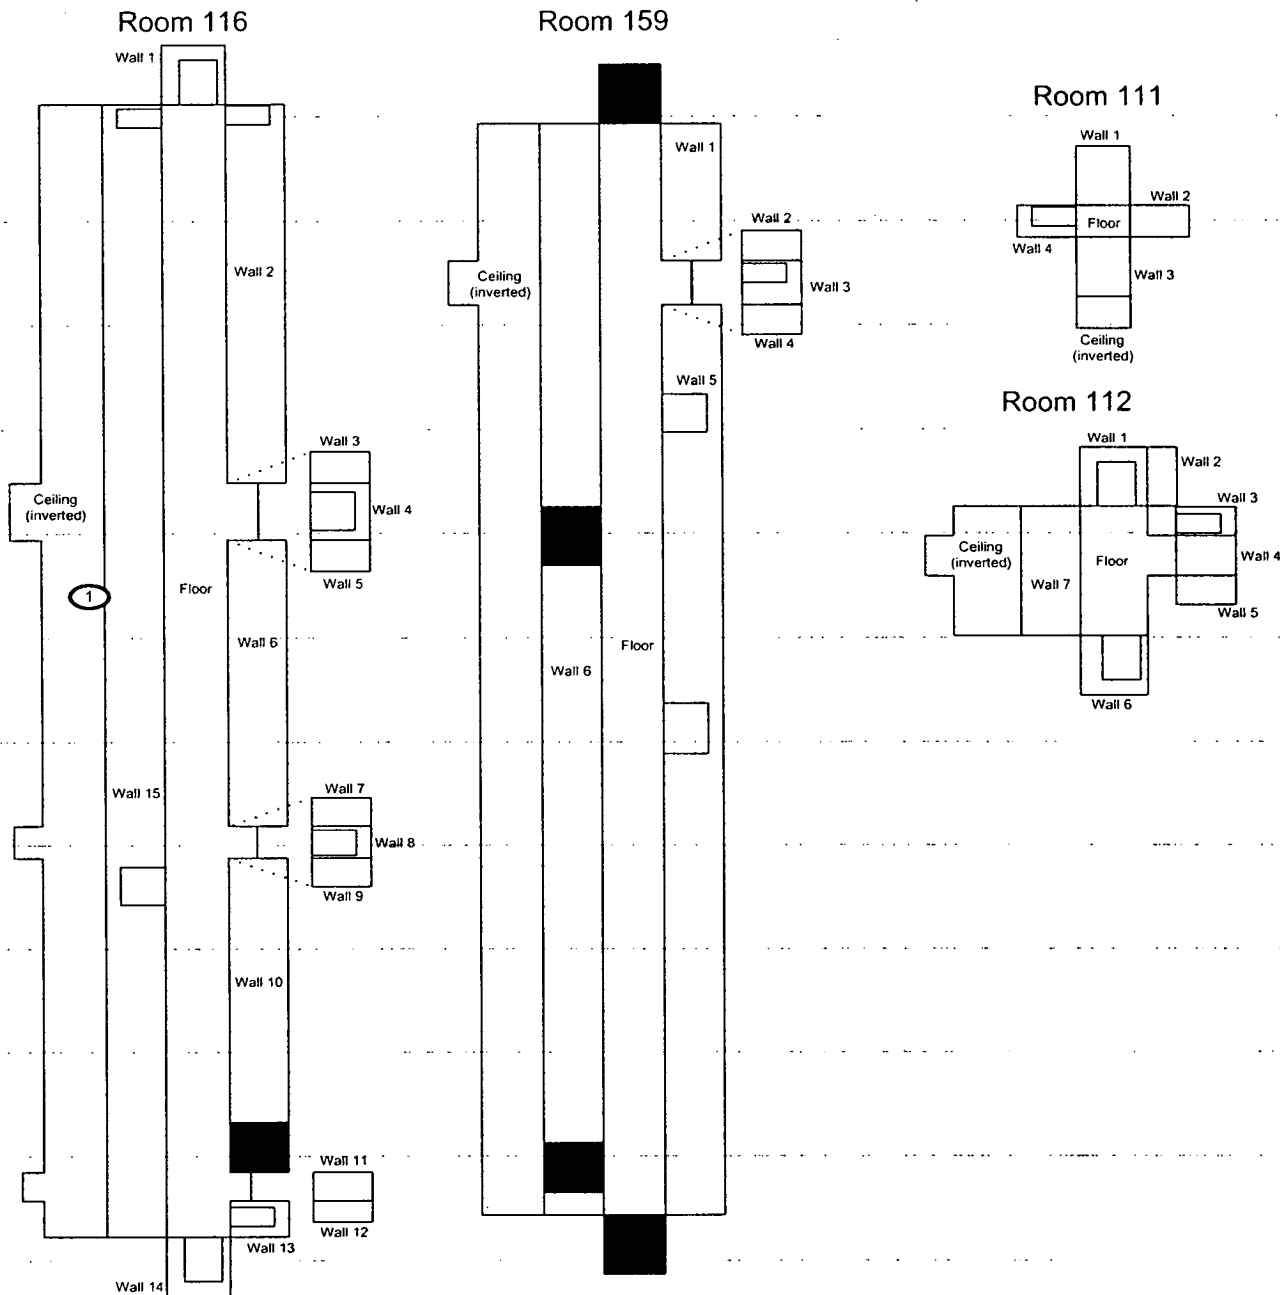 Room 116
Wall 1
Wall 2
Wall 3
Ceiling
(inverted)
Wall 4
Wall 5
1
Floor
Wall 6
Wall 7
Wall 15
Wall 8
Wall 9
Wall 10
Wall 11
Wall 12
Wall 13
Wall 14
Room 159
Wall 1
Wall 2
Ceiling
(inverted)
Wall 3
Wall 4
Wall 5
Floor
Wall 6
Room 111
Wall 1
Wall 2
Floor
Wall 4
Wall 3
Ceiling
(inverted)
Room 112
Wall 1
Wall 2
Wall 3
Ceiling
(inverted)
Wall 7
Floor
Wall 4
Wall 5
Wall 6